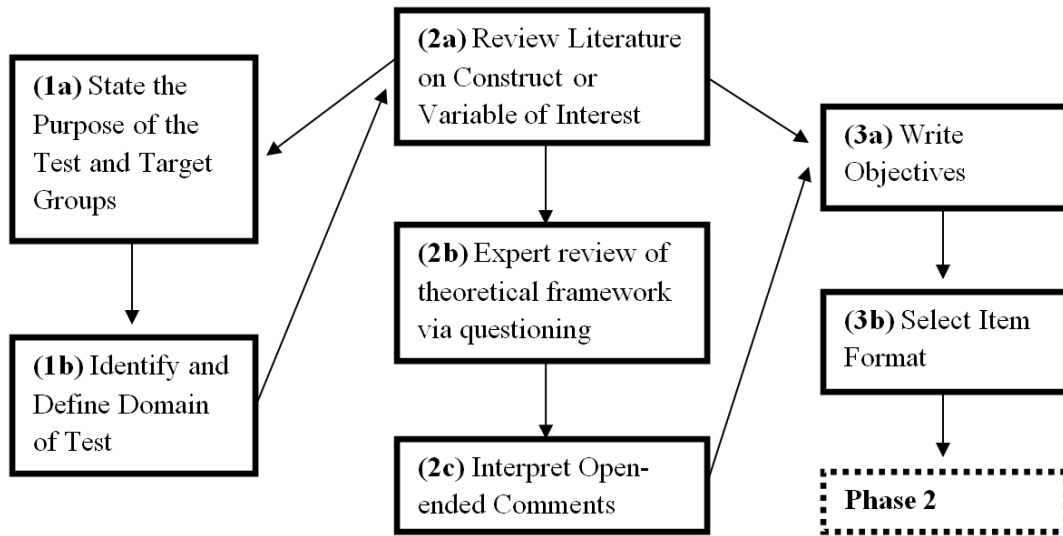 (1a) State the
Purpose of the
Test and Target
Groups
(1b) Identify and
Define Domain
of Test
(2a) Review Literature
on Construct or
Variable of Interest
(2b) Expert review of
theoretical framework
via questioning
(2c) Interpret Open-
ended Comments
(3a) Write
Objectives
(3b) Select Item
Format
Phase 2